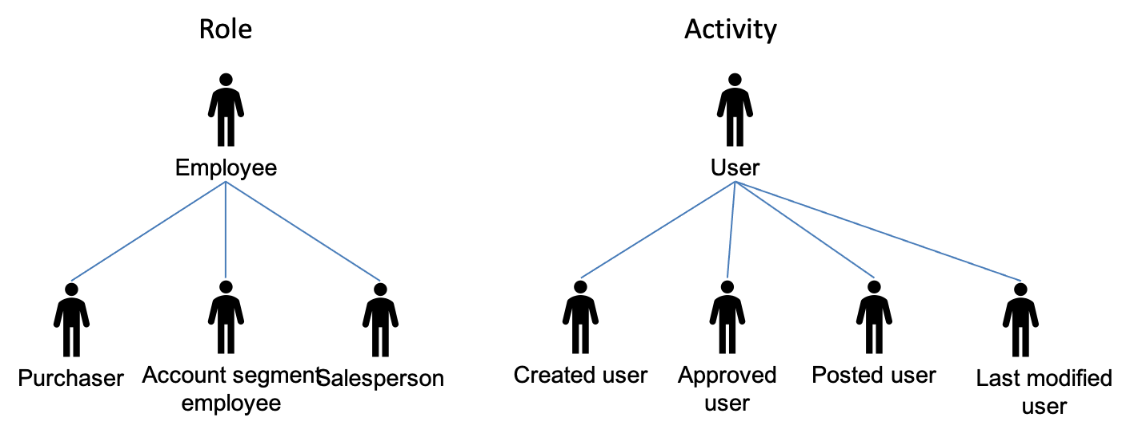 Role
Activity
Employee
User
Purchaser
Account segment
employee
Salesperson
Created user
Approved
user
Posted user
Last modified
user